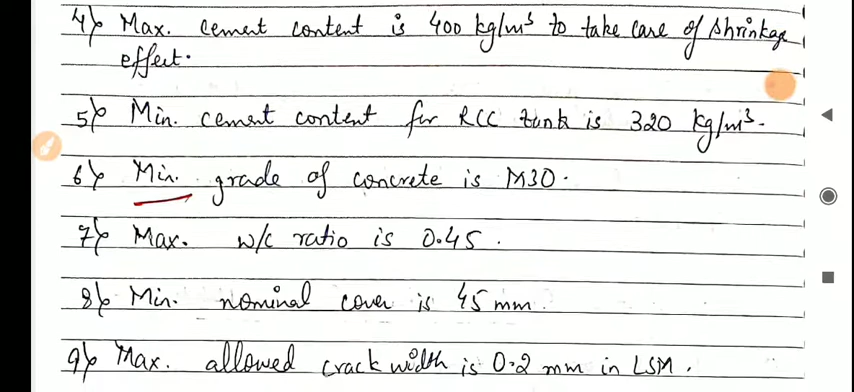 4) Max. cement content is 400 kg/m³ to take care of shrinkage
effect.
5) Min. cement content for RCC tank is 320 kg/m³.
6) Min. grade of concrete is M30.
7) Max. w/c ratio is 0.45.
8) Min. nominal cover is 45 mm.
9) Max. allowed crack width is 0.2 mm in LSM.